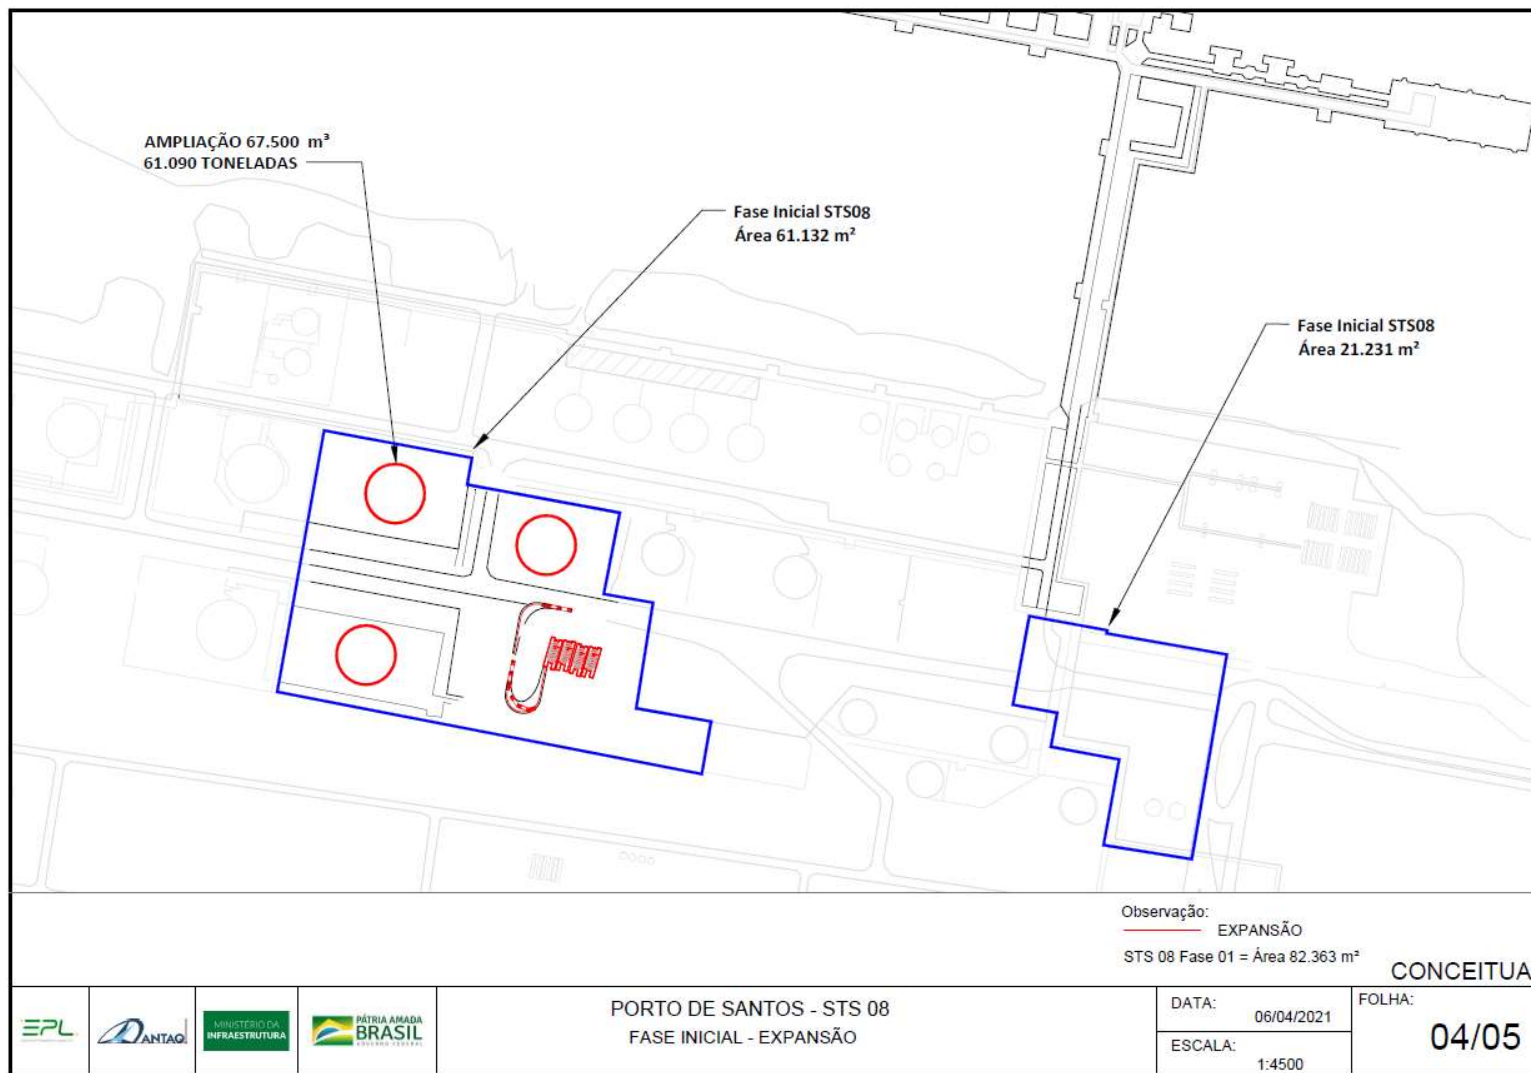 AMPLIAÇÃO 67.500 m³
61.090 TONELADAS
Fase Inicial STS08
Área 61.132 m²
Fase Inicial STS08
Área 21.231 m²
Observação:
EXPANSÃO
STS 08 Fase 01 = Área 82.363 m²
CONCEITUA
EPL
ANTAQ
MINISTÉRIO DA
INFRAESTRUTURA
PÁTRIA AMADA
BRASIL
GOVERNO FEDERAL
PORTO DE SANTOS - STS 08
FASE INICIAL - EXPANSÃO
DATA:
06/04/2021
ESCALA:
1:4500
FOLHA:
04/05